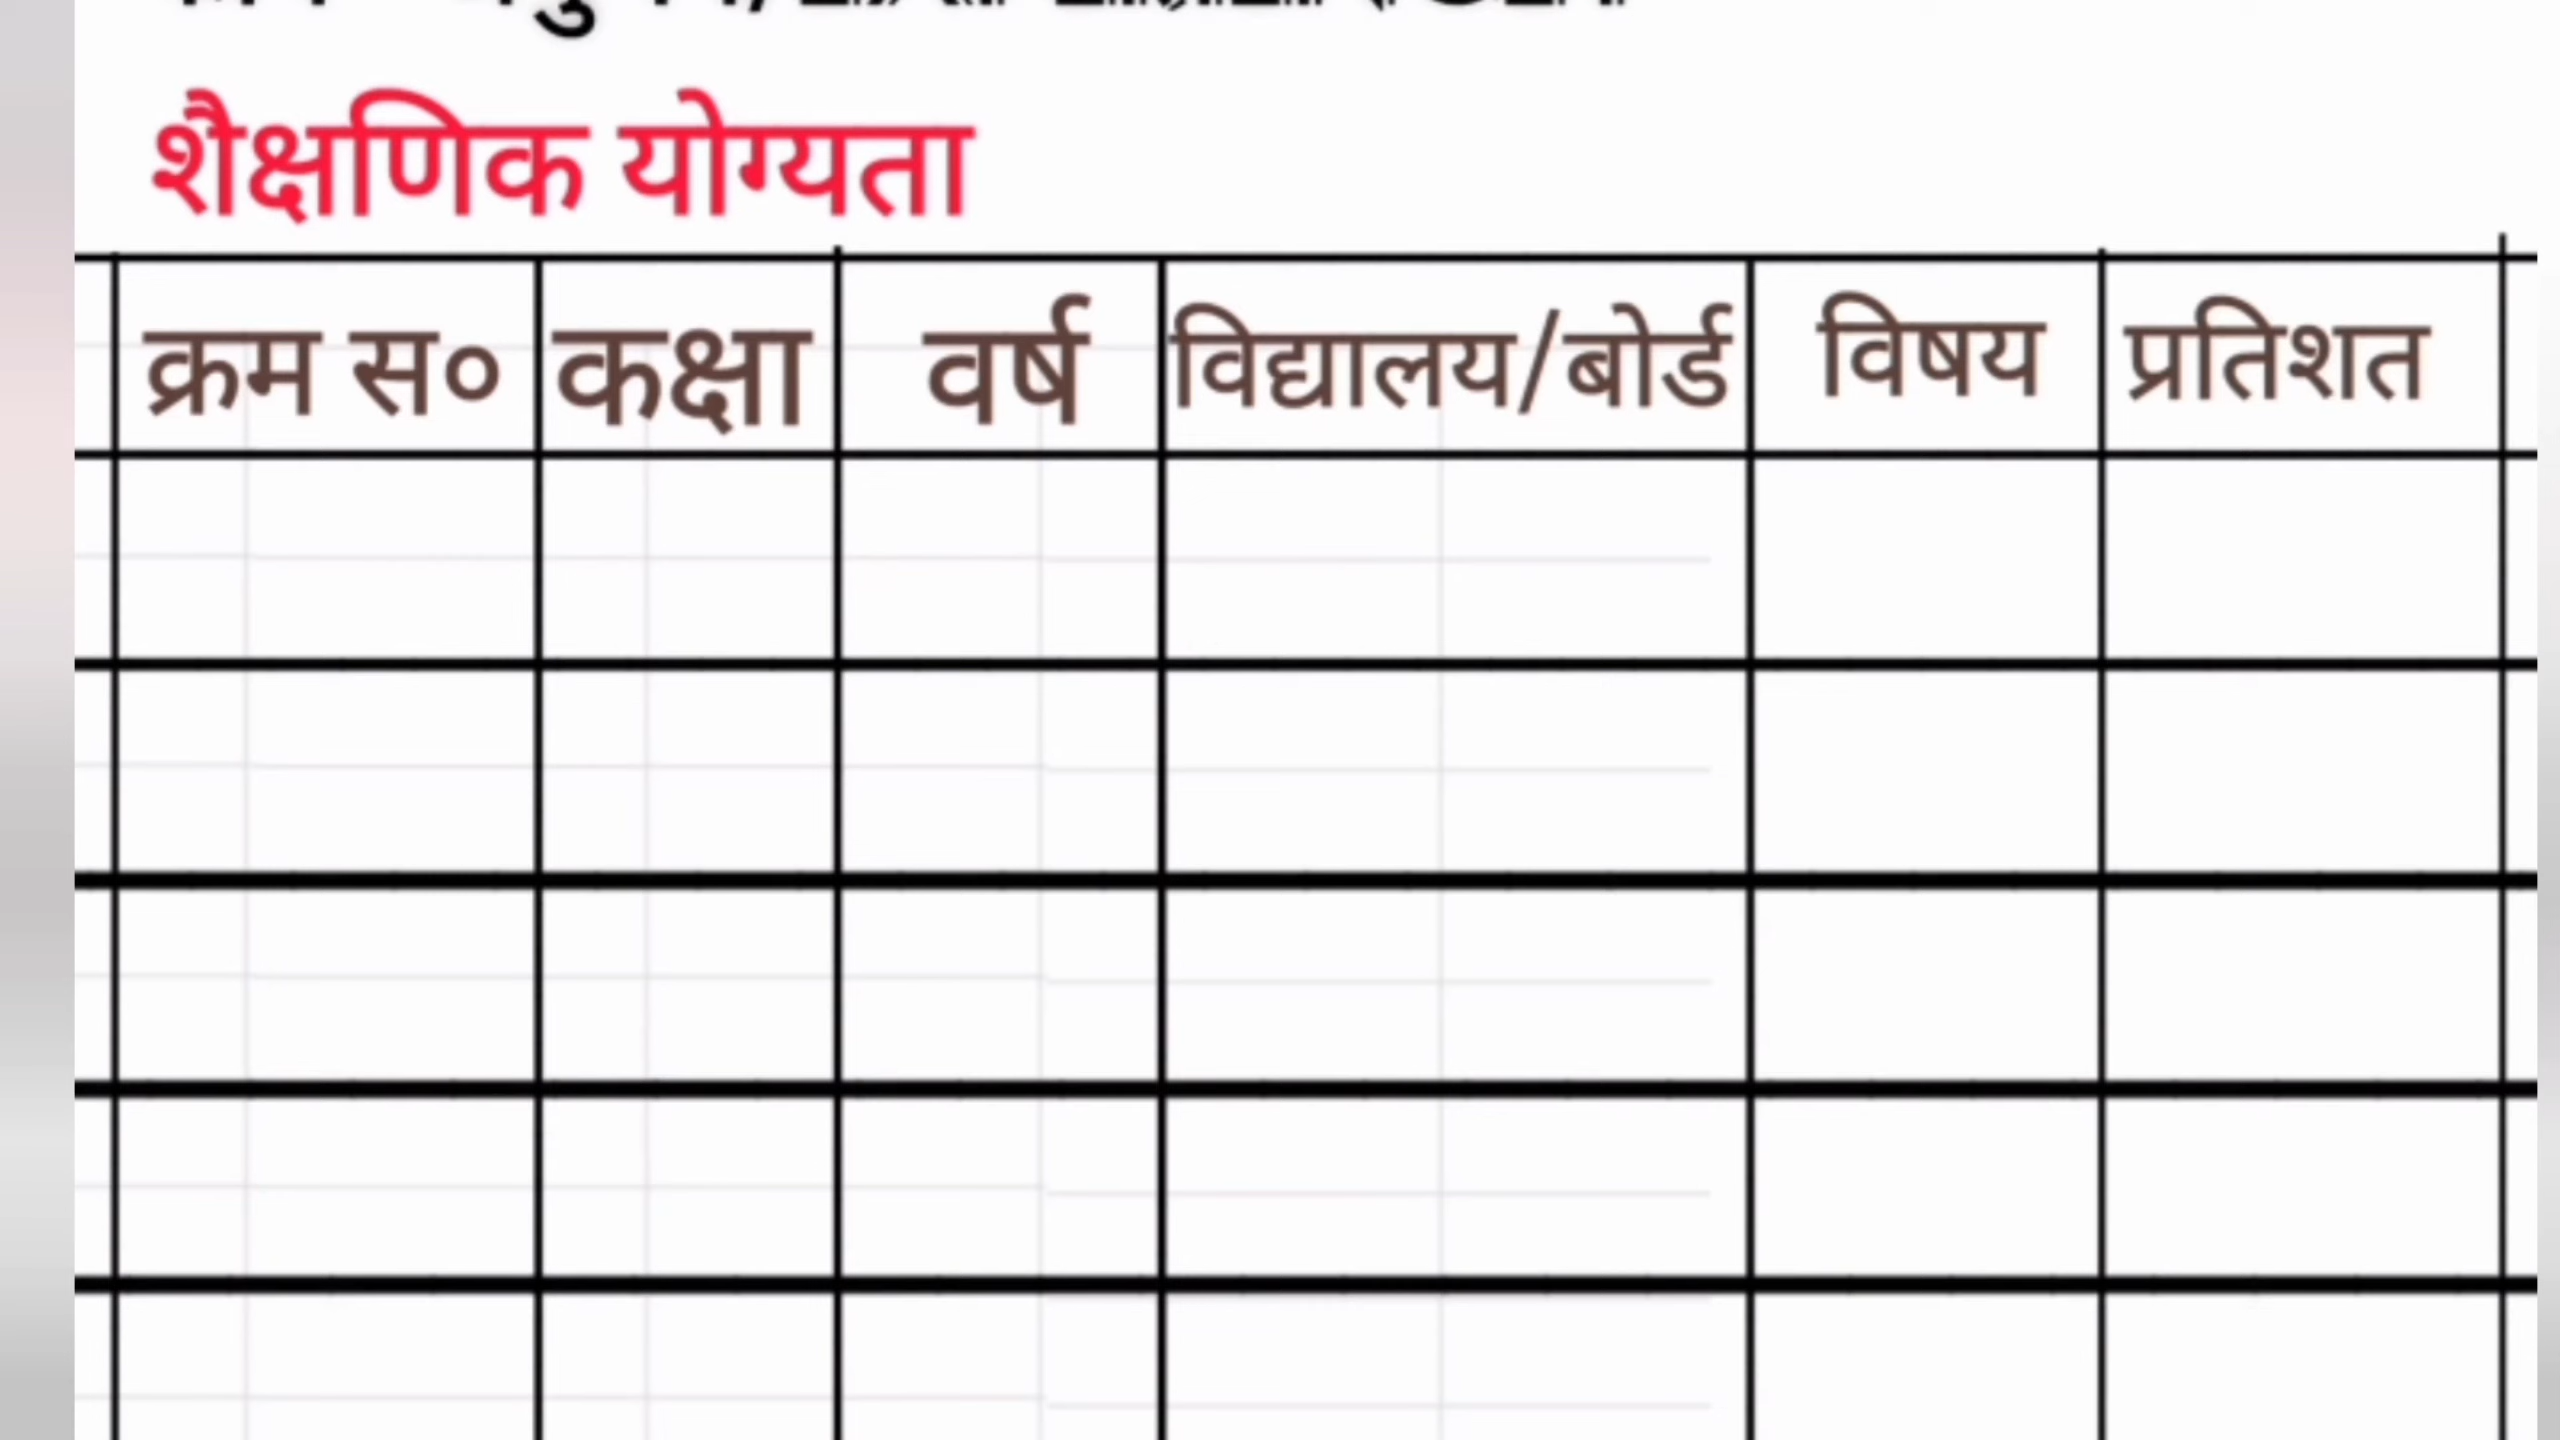 शैक्षणिक योग्यता
क्रम स० कक्षा वर्ष विद्यालय/बोर्ड विषय प्रतिशत